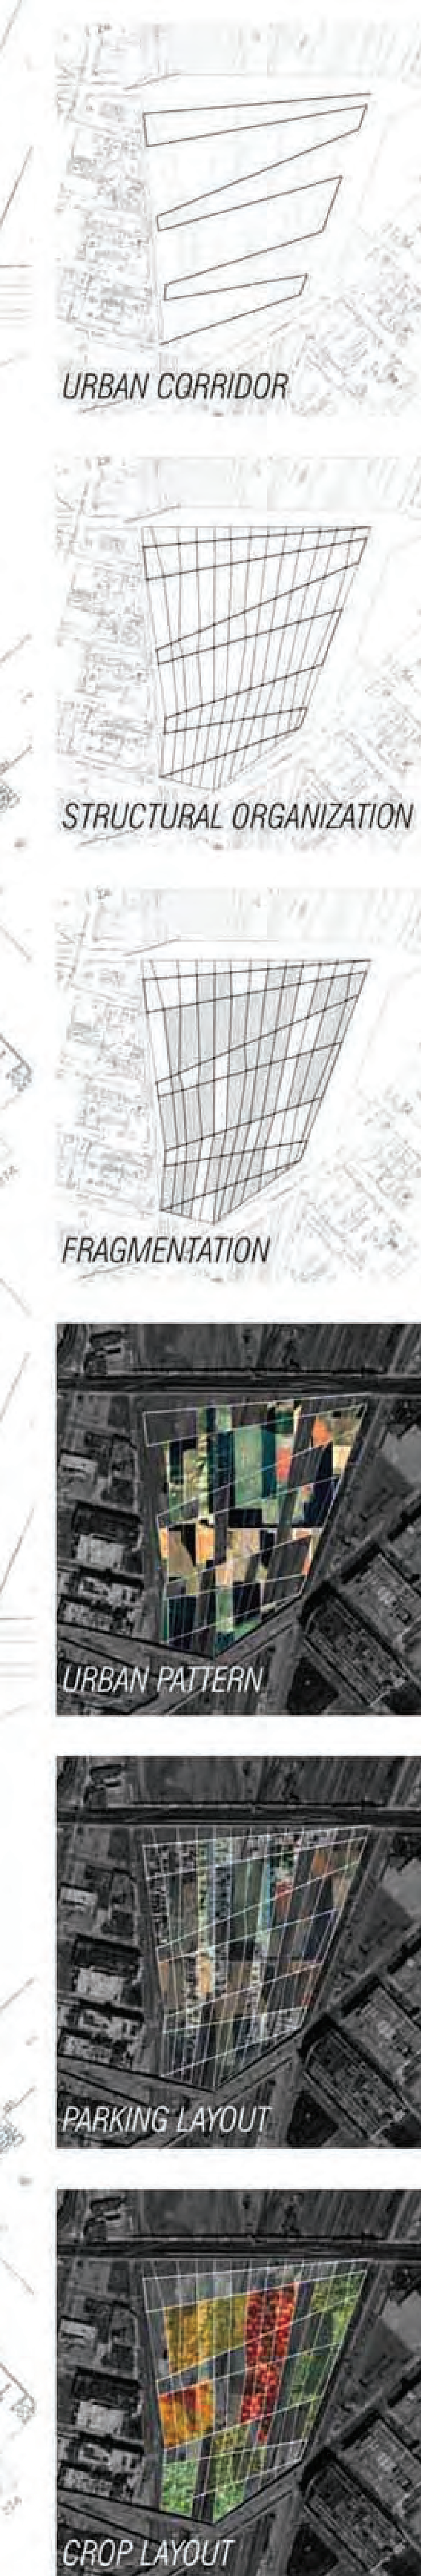 URBAN CORRIDOR
STRUCTURAL ORGANIZATION
FRAGMENTATION
URBAN PATTERN
PARKING LAYOUT
CROP LAYOUT